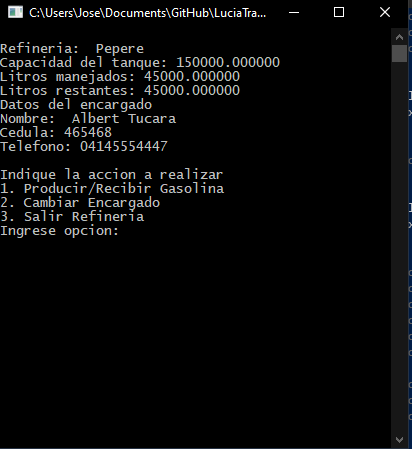 C:\Users\Jose\Documents\GitHub\LuciaTra...
Refineria:  Pepere
Capacidad del tanque: 150000.000000
Litros manejados: 45000.000000
Litros restantes: 45000.000000
Datos del encargado
Nombre:  Albert Tucara
Cedula: 465468
Telefono: 04145554447
Indique la accion a realizar
1. Producir/Recibir Gasolina
2. Cambiar Encargado
3. Salir Refineria
Ingrese opcion: